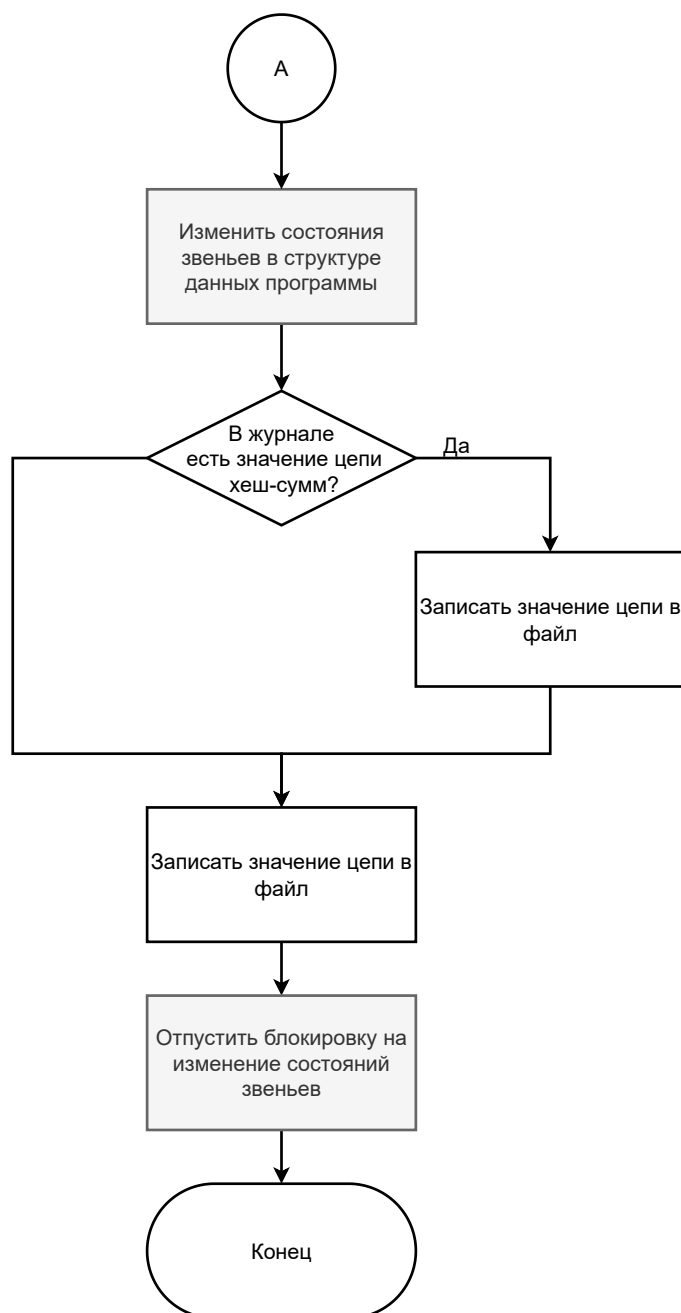 А
Изменить состояния
звеньев в структуре
данных программы
В журнале
есть значение цепи
хеш-сумм?
Да
Записать значение цепи в
файл
Записать значение цепи в
файл
Отпустить блокировку на
изменение состояний
звеньев
Конец